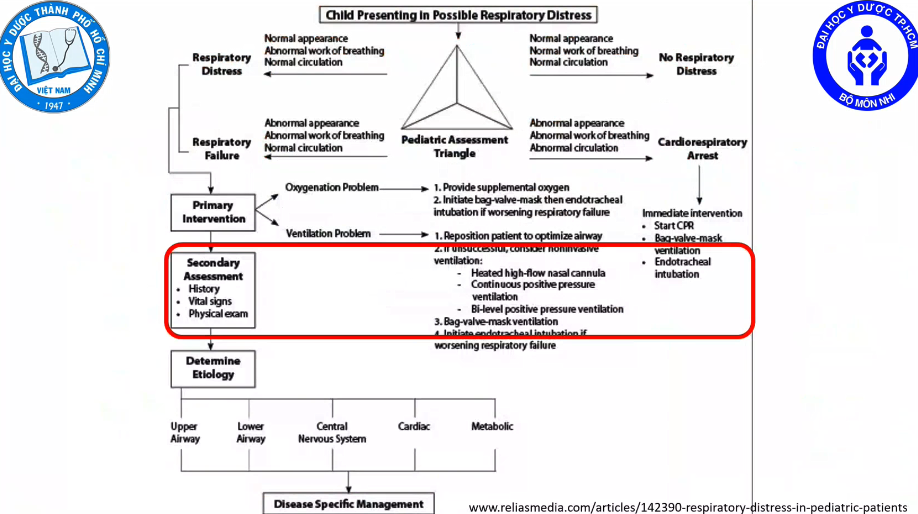 ĐẠI HỌC Y DƯỢC THÀNH PHỐ HỒ CHÍ MINH
VIỆT NAM
1947
ĐẠI HỌC Y DƯỢC TP.HCM
BỘ MÔN NHI
Child Presenting in Possible Respiratory Distress
Respiratory
Distress
Normal appearance
Abnormal work of breathing
Normal circulation
Normal appearance
Normal work of breathing
Normal circulation
No Respiratory
Distress
Respiratory
Failure
Abnormal appearance
Abnormal work of breathing
Normal circulation
Pediatric Assessment
Triangle
Abnormal appearance
Abnormal work of breathing
Abnormal circulation
Cardiorespiratory
Arrest
Primary
Intervention
Oxygenation Problem
1. Provide supplemental oxygen
2. Initiate bag-valve-mask then endotracheal
intubation if worsening respiratory failure
Ventilation Problem
1. Reposition patient to optimize airway
2. If unsuccessful, consider noninvasive
ventilation:
- Heated high-flow nasal cannula
- Continuous positive pressure
ventilation
- Bi-level positive pressure ventilation
3. Bag-valve-mask ventilation
4. Initiate endotracheal intubation if
worsening respiratory failure
Immediate intervention
• Start CPR
• Bag-valve-mask
ventilation
• Endotracheal
intubation
Secondary
Assessment
• History
• Vital signs
• Physical exam
Determine
Etiology
Upper
Airway
Lower
Airway
Central
Nervous System
Cardiac
Metabolic
Disease Specific Management
www.reliasmedia.com/articles/142390-respiratory-distress-in-pediatric-patients